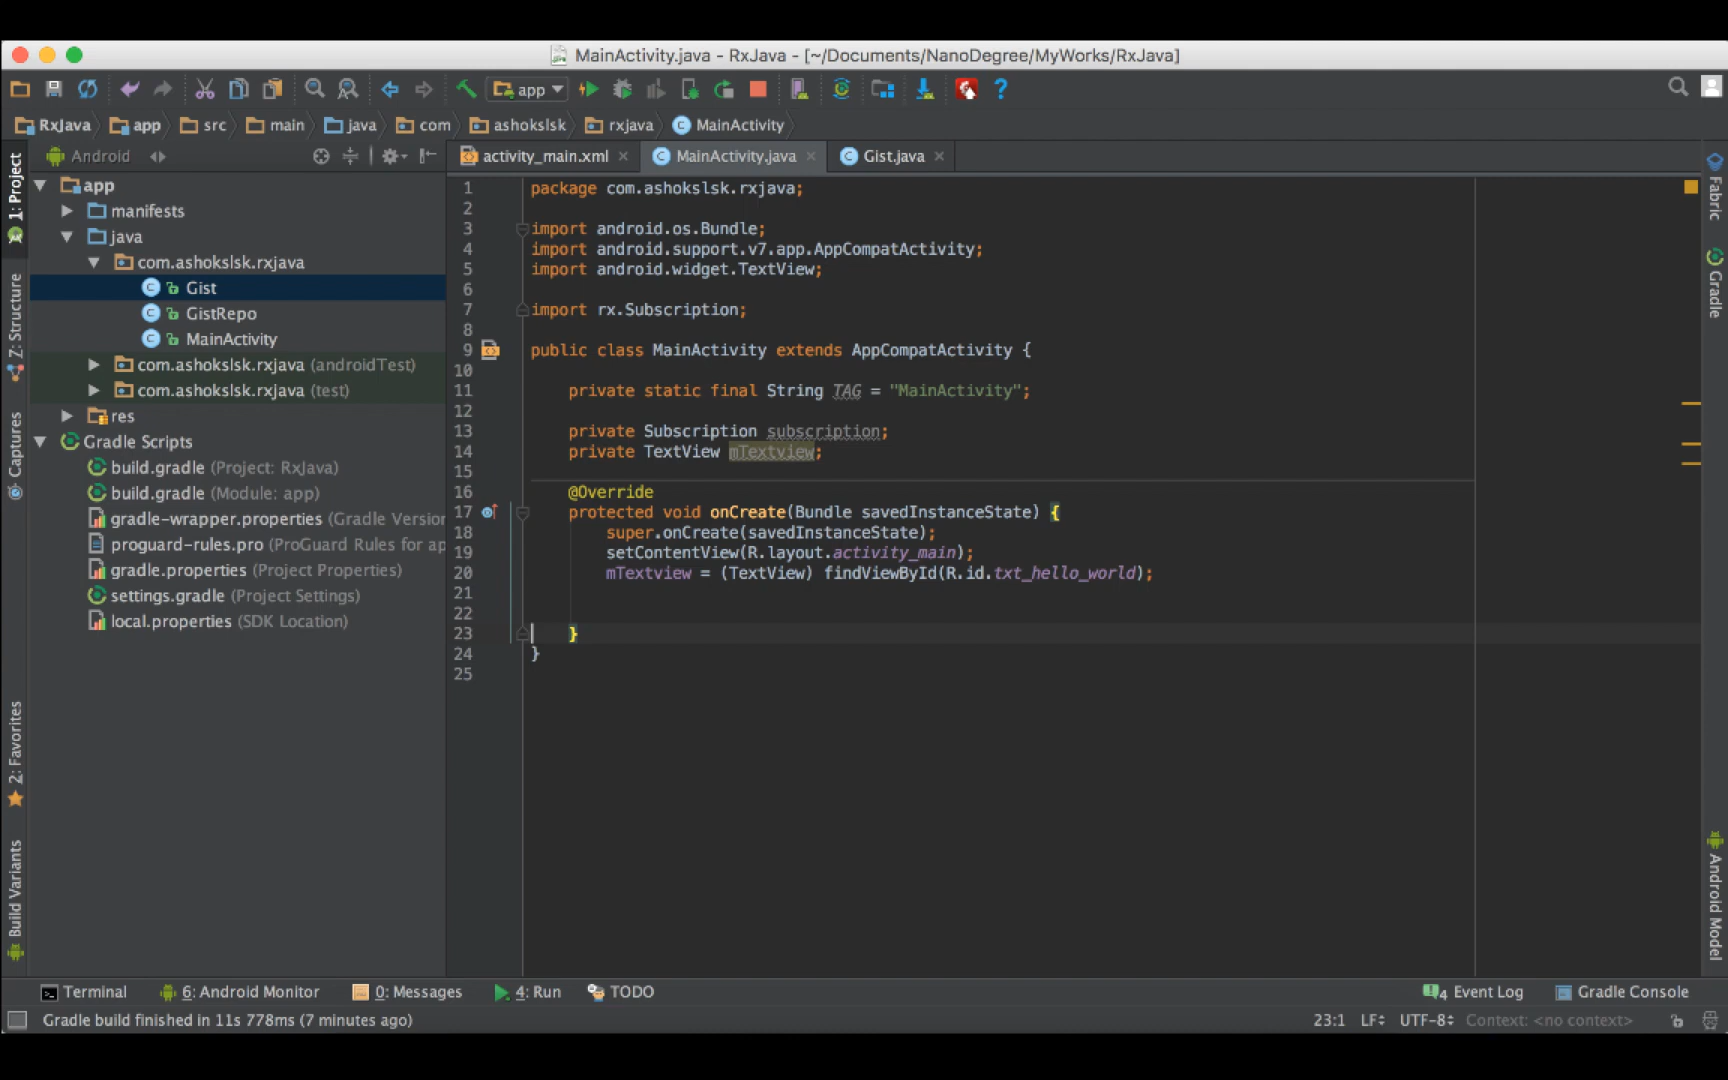 MainActivity.java - RxJava - [~/Documents/NanoDegree/MyWorks/RxJava]
app
RxJava app src main java com ashokslsk rxjava MainActivity
Android
activity_main.xml MainActivity.java Gist.java
1: Project
Z: Structure
Captures
2: Favorites
Build Variants
app
manifests
java
com.ashokslsk.rxjava
Gist
GistRepo
MainActivity
com.ashokslsk.rxjava (androidTest)
com.ashokslsk.rxjava (test)
res
Gradle Scripts
build.gradle (Project: RxJava)
build.gradle (Module: app)
gradle-wrapper.properties (Gradle Version
proguard-rules.pro (ProGuard Rules for ap
gradle.properties (Project Properties)
settings.gradle (Project Settings)
local.properties (SDK Location)
1 package com.ashokslsk.rxjava;
2
3 import android.os.Bundle;
4 import android.support.v7.app.AppCompatActivity;
5 import android.widget.TextView;
6
7 import rx.Subscription;
8
9 public class MainActivity extends AppCompatActivity {
10
11 private static final String TAG = "MainActivity";
12
13 private Subscription subscription;
14 private TextView mTextview;
15
16 @Override
17 protected void onCreate(Bundle savedInstanceState) {
18 super.onCreate(savedInstanceState);
19 setContentView(R.layout.activity_main);
20 mTextview = (TextView) findViewById(R.id.txt_hello_world);
21
22
23 }
24 }
25
Fabric
Gradle
Android Model
Terminal 6: Android Monitor 0: Messages 4: Run TODO 4 Event Log Gradle Console
Gradle build finished in 11s 778ms (7 minutes ago) 23:1 LF UTF-8 Context: <no context>